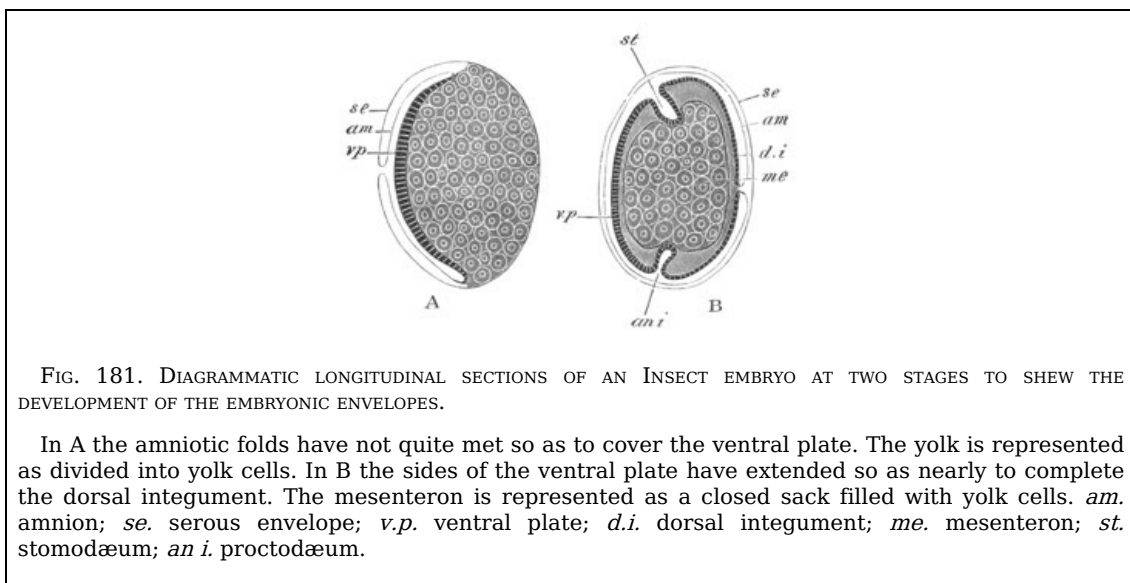 st
se
se
am
am
d.i
vp
me
v.p
A
B
an i
FIG. 181. DIAGRAMMATIC LONGITUDINAL SECTIONS OF AN INSECT EMBRYO AT TWO STAGES TO SHEW THE
DEVELOPMENT OF THE EMBRYONIC ENVELOPES.
In A the amniotic folds have not quite met so as to cover the ventral plate. The yolk is represented
as divided into yolk cells. In B the sides of the ventral plate have extended so as nearly to complete
the dorsal integument. The mesenteron is represented as a closed sack filled with yolk cells. am.
amnion; se. serous envelope; v.p. ventral plate; d.i. dorsal integument; me. mesenteron; st.
stomodæum; an i. proctodæum.